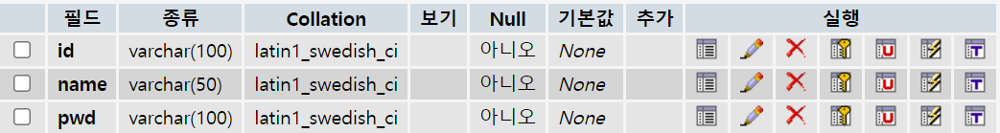 필드 종류 Collation 보기 Null 기본값 추가 실행
id varchar(100) latin1_swedish_ci 아니오 None
name varchar(50) latin1_swedish_ci 아니오 None
pwd varchar(100) latin1_swedish_ci 아니오 None